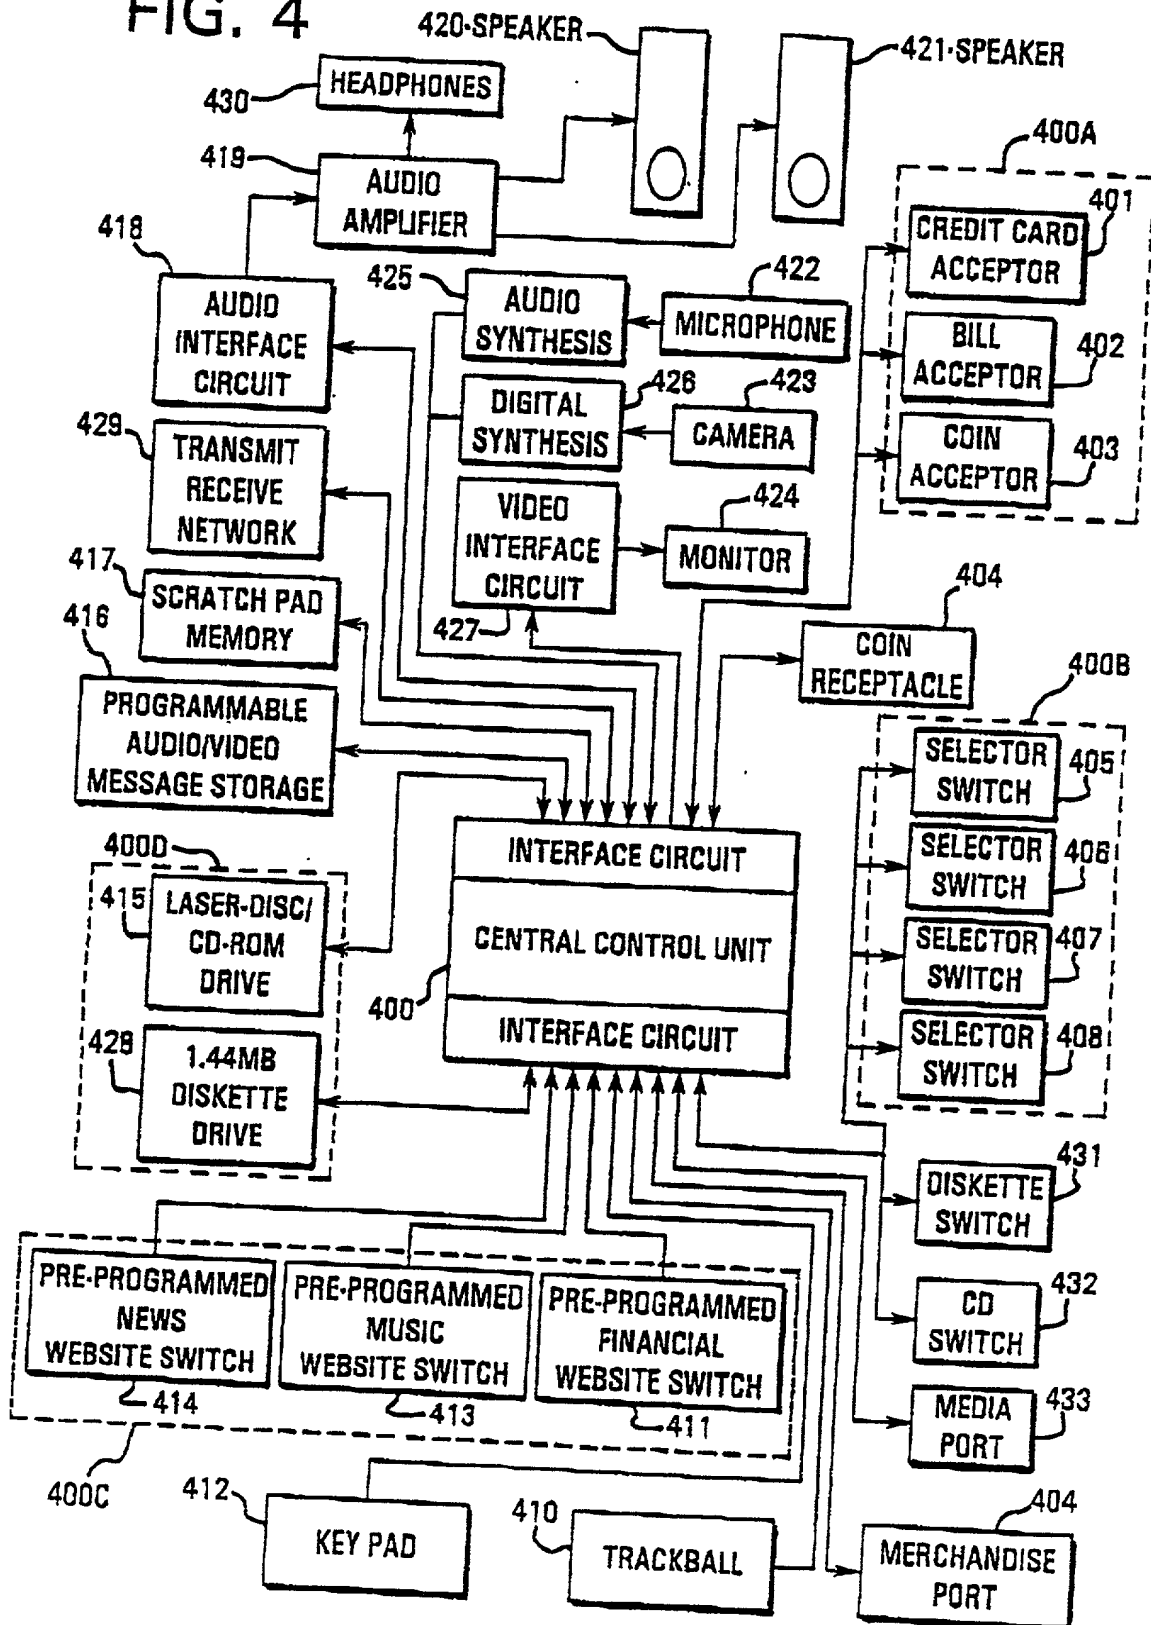 FIG. 4
420-SPEAKER
421-SPEAKER
HEADPHONES
430
400A
419
AUDIO
AMPLIFIER
401
CREDIT CARD
ACCEPTOR
418
425
422
AUDIO
INTERFACE
CIRCUIT
AUDIO
SYNTHESIS
MICROPHONE
BILL
ACCEPTOR
402
426
423
DIGITAL
SYNTHESIS
CAMERA
COIN
ACCEPTOR
403
429
TRANSMIT
RECEIVE
NETWORK
VIDEO
INTERFACE
CIRCUIT
424
MONITOR
417
SCRATCH PAD
MEMORY
427
404
COIN
RECEPTACLE
416
PROGRAMMABLE
AUDIO/VIDEO
MESSAGE STORAGE
400B
SELECTOR
SWITCH
405
400D
INTERFACE CIRCUIT
SELECTOR
SWITCH
406
415
LASER-DISC/
CD-ROM
DRIVE
CENTRAL CONTROL UNIT
SELECTOR
SWITCH
407
400
INTERFACE CIRCUIT
SELECTOR
SWITCH
408
428
1.44MB
DISKETTE
DRIVE
431
DISKETTE
SWITCH
PRE-PROGRAMMED
NEWS
WEBSITE SWITCH
PRE-PROGRAMMED
MUSIC
WEBSITE SWITCH
PRE-PROGRAMMED
FINANCIAL
WEBSITE SWITCH
432
CD
SWITCH
414
413
411
433
MEDIA
PORT
400C
412
KEY PAD
410
TRACKBALL
404
MERCHANDISE
PORT